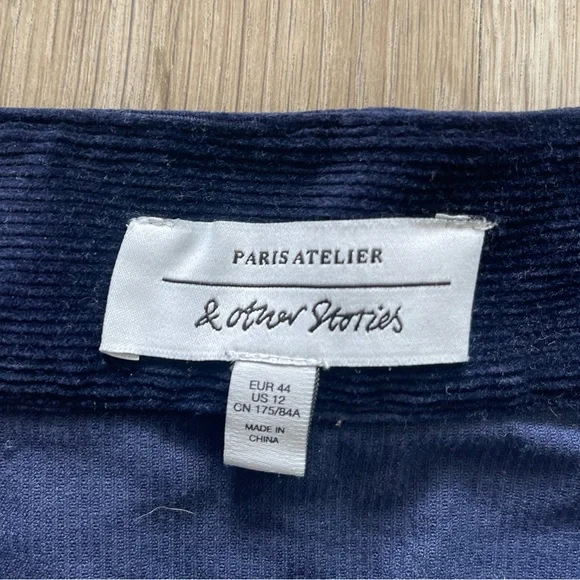 PARIS ATELIER
& other Stories
EUR 44
US 12
CN 175/84A
MADE IN
CHINA